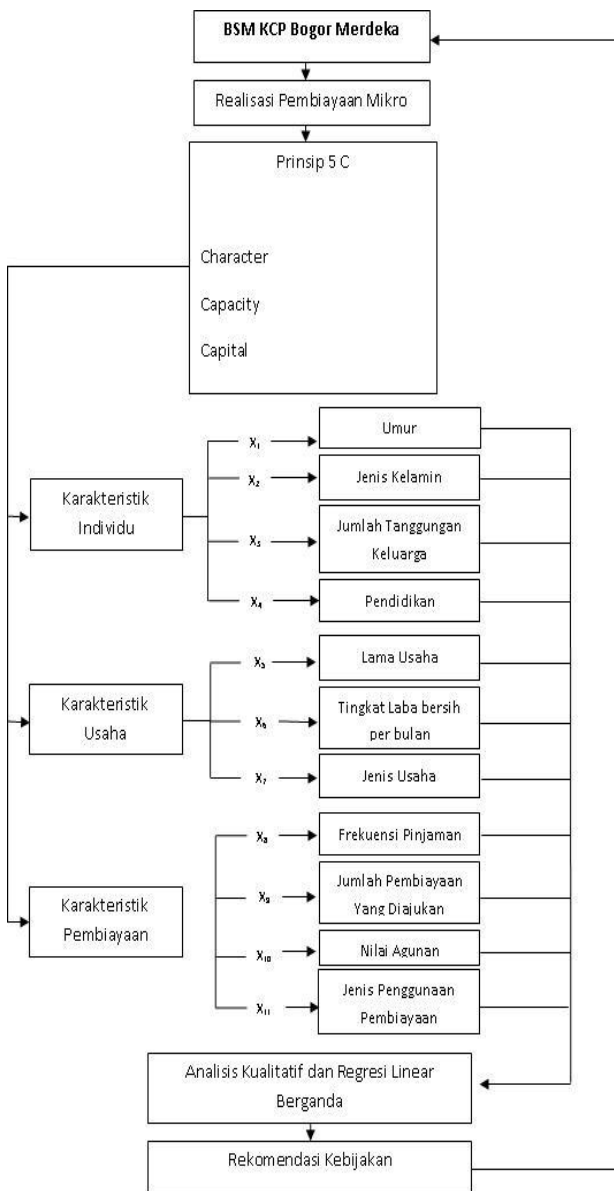 BSM KCP Bogor Merdeka
Realisasi Pembiayaan Mikro
Prinsip 5 C
Character
Capacity
Capital
Karakteristik
Individu
X₁
Umur
X₂
Jenis Kelamin
X₃
Jumlah Tanggungan
Keluarga
X₄
Pendidikan
Karakteristik
Usaha
X₅
Lama Usaha
X₆
Tingkat Laba bersih
per bulan
X₇
Jenis Usaha
Karakteristik
Pembiayaan
X₈
Frekuensi Pinjaman
X₉
Jumlah Pembiayaan
Yang Diajukan
X₁₀
Nilai Agunan
X₁₁
Jenis Penggunaan
Pembiayaan
Analisis Kualitatif dan Regresi Linear
Berganda
Rekomendasi Kebijakan